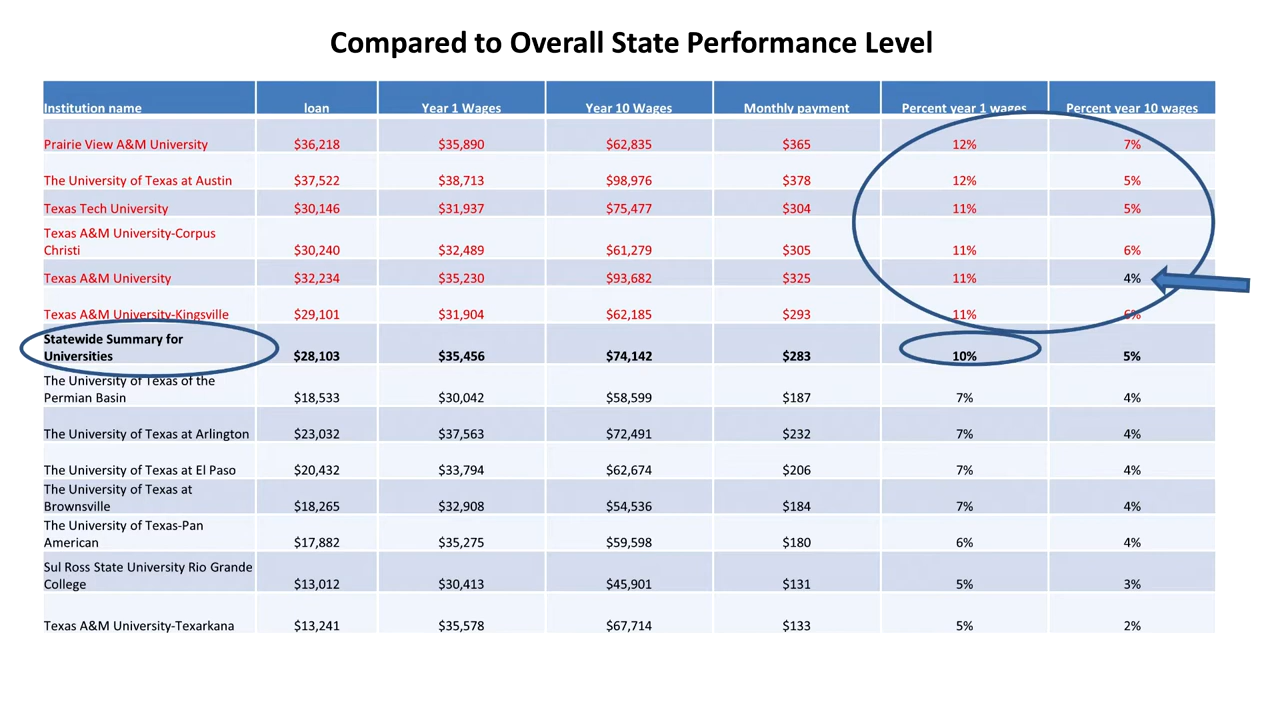 Compared to Overall State Performance Level
Institution name loan Year 1 Wages Year 10 Wages Monthly payment Percent year 1 wages Percent year 10 wages
Prairie View A&M University $36,218 $35,890 $62,835 $365 12% 7%
The University of Texas at Austin $37,522 $38,713 $98,976 $378 12% 5%
Texas Tech University $30,146 $31,937 $75,477 $304 11% 5%
Texas A&M University-Corpus
Christi $30,240 $32,489 $61,279 $305 11% 6%
Texas A&M University $32,234 $35,230 $93,682 $325 11% 4%
Texas A&M University-Kingsville $29,101 $31,904 $62,185 $293 11% 6%
Statewide Summary for
Universities $28,103 $35,456 $74,142 $283 10% 5%
The University of Texas of the
Permian Basin $18,533 $30,042 $58,599 $187 7% 4%
The University of Texas at Arlington $23,032 $37,563 $72,491 $232 7% 4%
The University of Texas at El Paso $20,432 $33,794 $62,674 $206 7% 4%
The University of Texas at
Brownsville $18,265 $32,908 $54,536 $184 7% 4%
The University of Texas-Pan
American $17,882 $35,275 $59,598 $180 6% 4%
Sul Ross State University Rio Grande
College $13,012 $30,413 $45,901 $131 5% 3%
Texas A&M University-Texarkana $13,241 $35,578 $67,714 $133 5% 2%